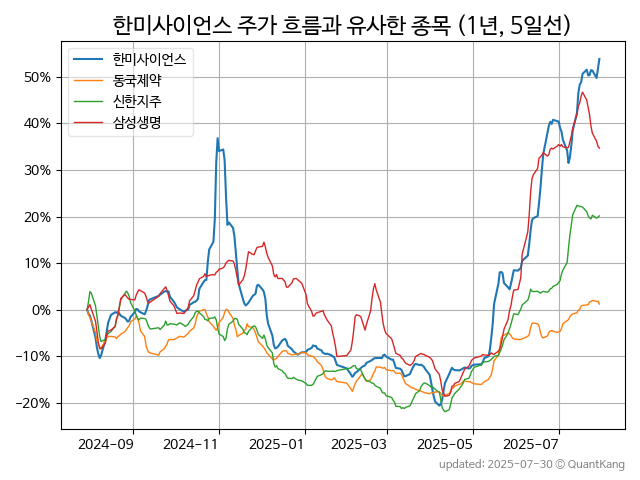 한미사이언스 주가 흐름과 유사한 종목 (1년, 5일선)
한미사이언스
동국제약
신한지주
삼성생명
50%
40%
30%
20%
10%
0%
−10%
−20%
2024-09
2024-11
2025-01
2025-03
2025-05
2025-07
updated: 2025-07-30 © QuantKang